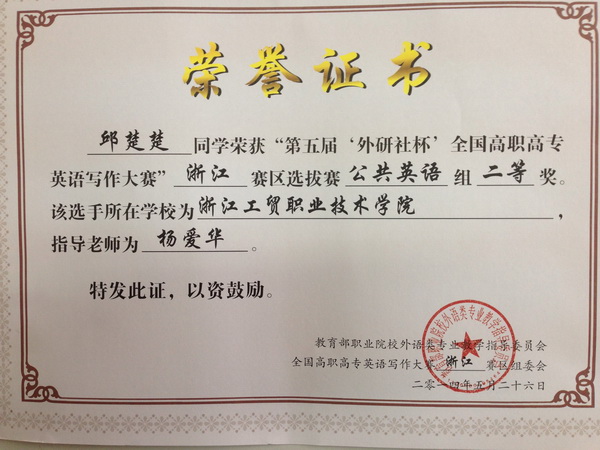 荣誉证书
邱楚楚 同学荣获“第五届‘外研社杯’全国高职高专
英语写作大赛”浙江 赛区选拔赛 公共英语 组 二等 奖。
该选手所在学校为浙江工贸职业技术学院,
指导老师为 杨爱华 。
特发此证，以资鼓励。
教育部职业院校外语类专业教学指导委员会
全国高职高专英语写作大赛 浙江 赛区组委会
二零一四年五月二十六日